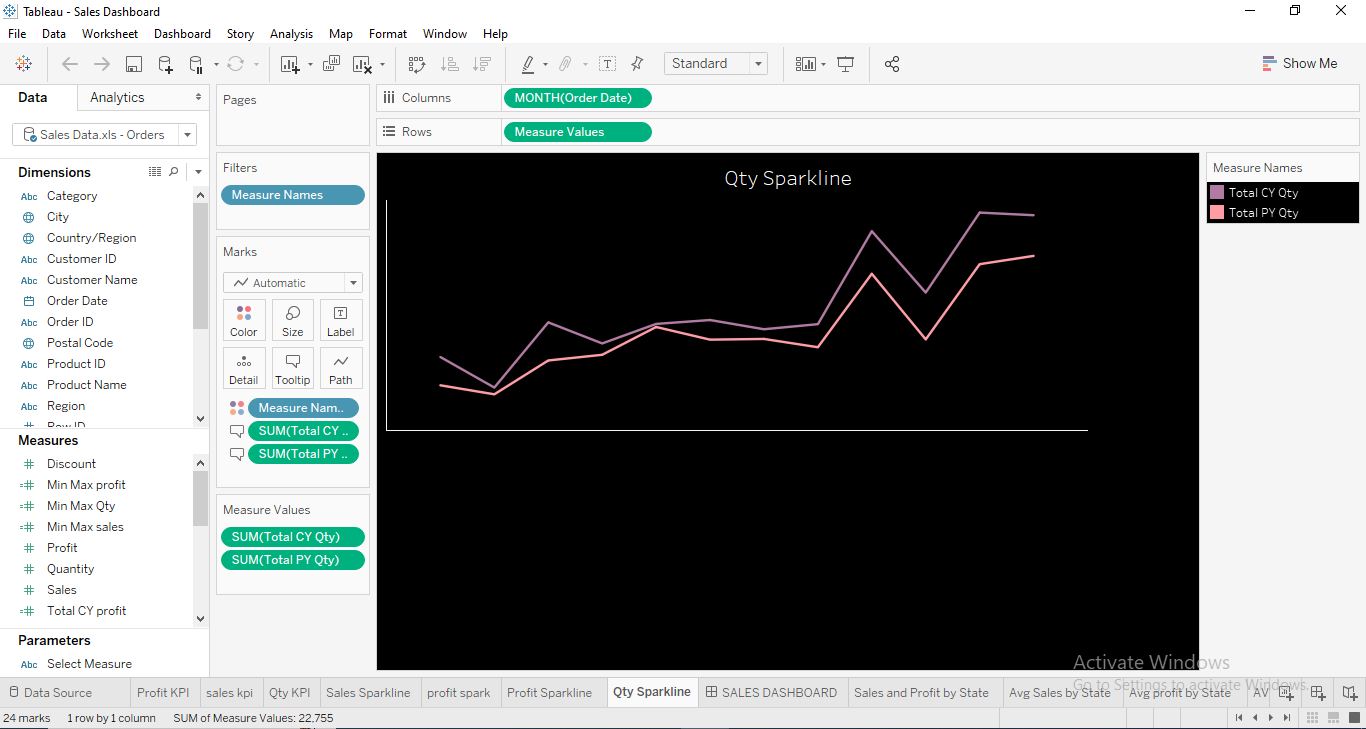 Tableau - Sales Dashboard
File Data Worksheet Dashboard Story Analysis Map Format Window Help
Standard
Show Me
Data Analytics
Sales Data.xls - Orders
Dimensions
Abc Category
City
Country/Region
Abc Customer ID
Abc Customer Name
Order Date
Abc Order ID
Postal Code
Abc Product ID
Abc Product Name
Abc Region
Row ID
Measures
# Discount
=# Min Max profit
=# Min Max Qty
=# Min Max sales
# Profit
# Quantity
# Sales
=# Total CY profit
Parameters
Abc Select Measure
Pages
Filters
Measure Names
Marks
Automatic
Color Size Label
Detail Tooltip Path
Measure Nam..
SUM(Total CY ..
SUM(Total PY ..
Measure Values
SUM(Total CY Qty)
SUM(Total PY Qty)
Columns MONTH(Order Date)
Rows Measure Values
Qty Sparkline
Measure Names
Total CY Qty
Total PY Qty
Activate Windows
Go to Settings to activate Windows.
Data Source Profit KPI sales kpi Qty KPI Sales Sparkline profit spark Profit Sparkline Qty Sparkline SALES DASHBOARD Sales and Profit by State Avg Sales by State Avg profit by State AV
24 marks 1 row by 1 column SUM of Measure Values: 22,755